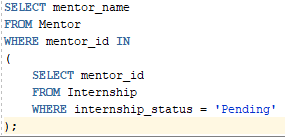 SELECT mentor_name
FROM Mentor
WHERE mentor_id IN
(
    SELECT mentor_id
    FROM Internship
    WHERE internship_status = 'Pending'
);